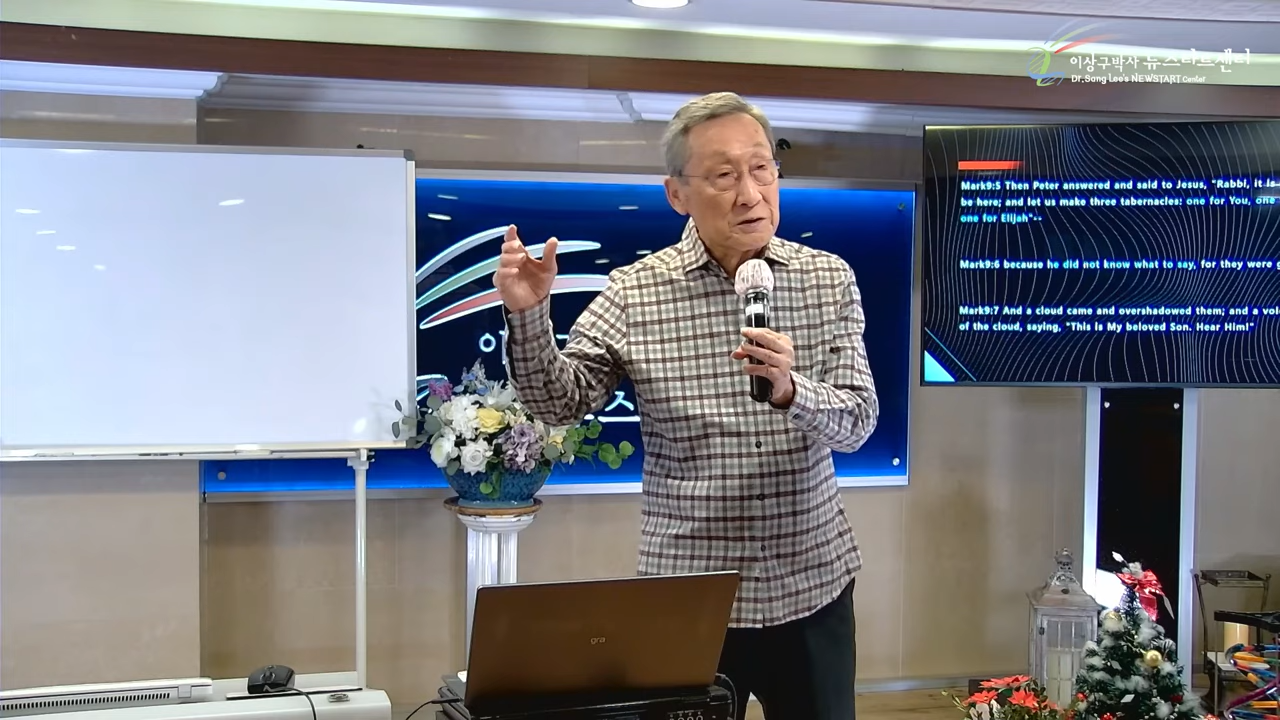 이상구박사 뉴스타트센터
Dr. Sang Lee's NEWSTART Center
Mark9:5 Then Peter answered and said to Jesus, "Rabbi, it is
be here; and let us make three tabernacles: one for You, one
one for Elijah"--
Mark9:6 because he did not know what to say, for they were
Mark9:7 And a cloud came and overshadowed them; and a
of the cloud, saying, "This is My beloved Son. Hear Him!"
이
스
gra